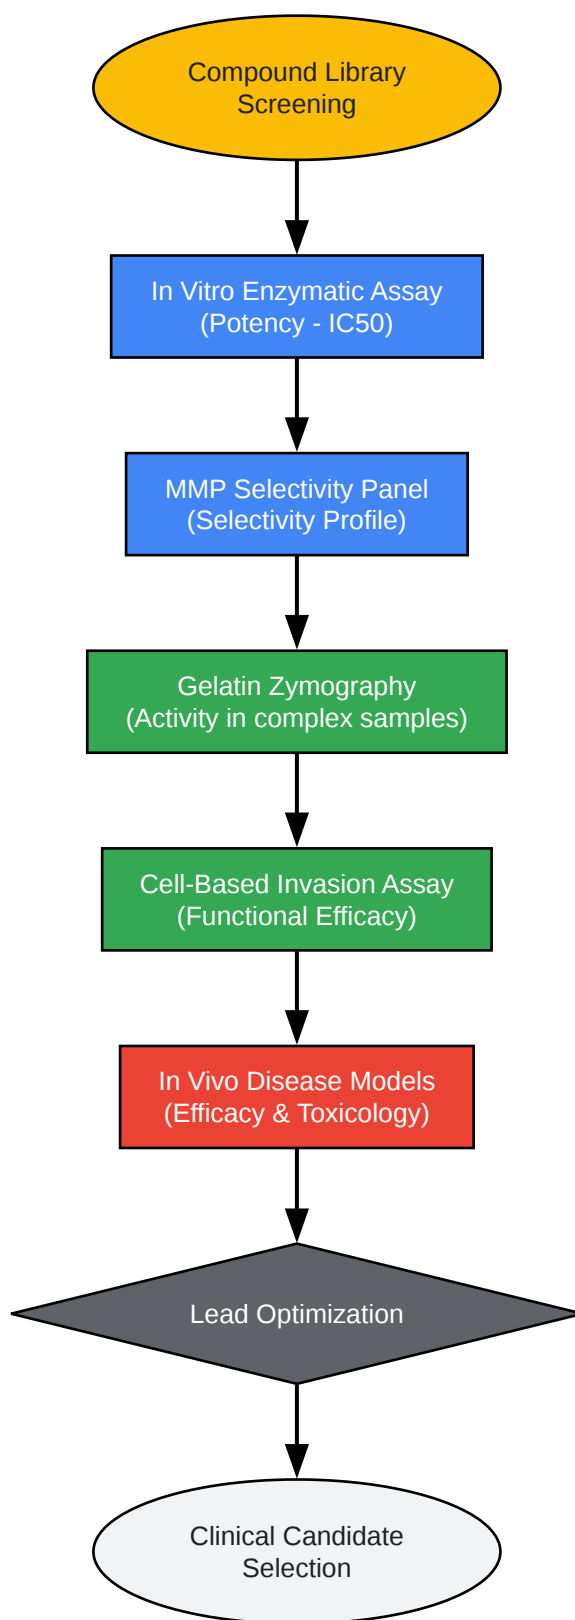 Compound Library
Screening
In Vitro Enzymatic Assay
(Potency - IC50)
MMP Selectivity Panel
(Selectivity Profile)
Gelatin Zymography
(Activity in complex samples)
Cell-Based Invasion Assay
(Functional Efficacy)
In Vivo Disease Models
(Efficacy & Toxicology)
Lead Optimization
Clinical Candidate
Selection